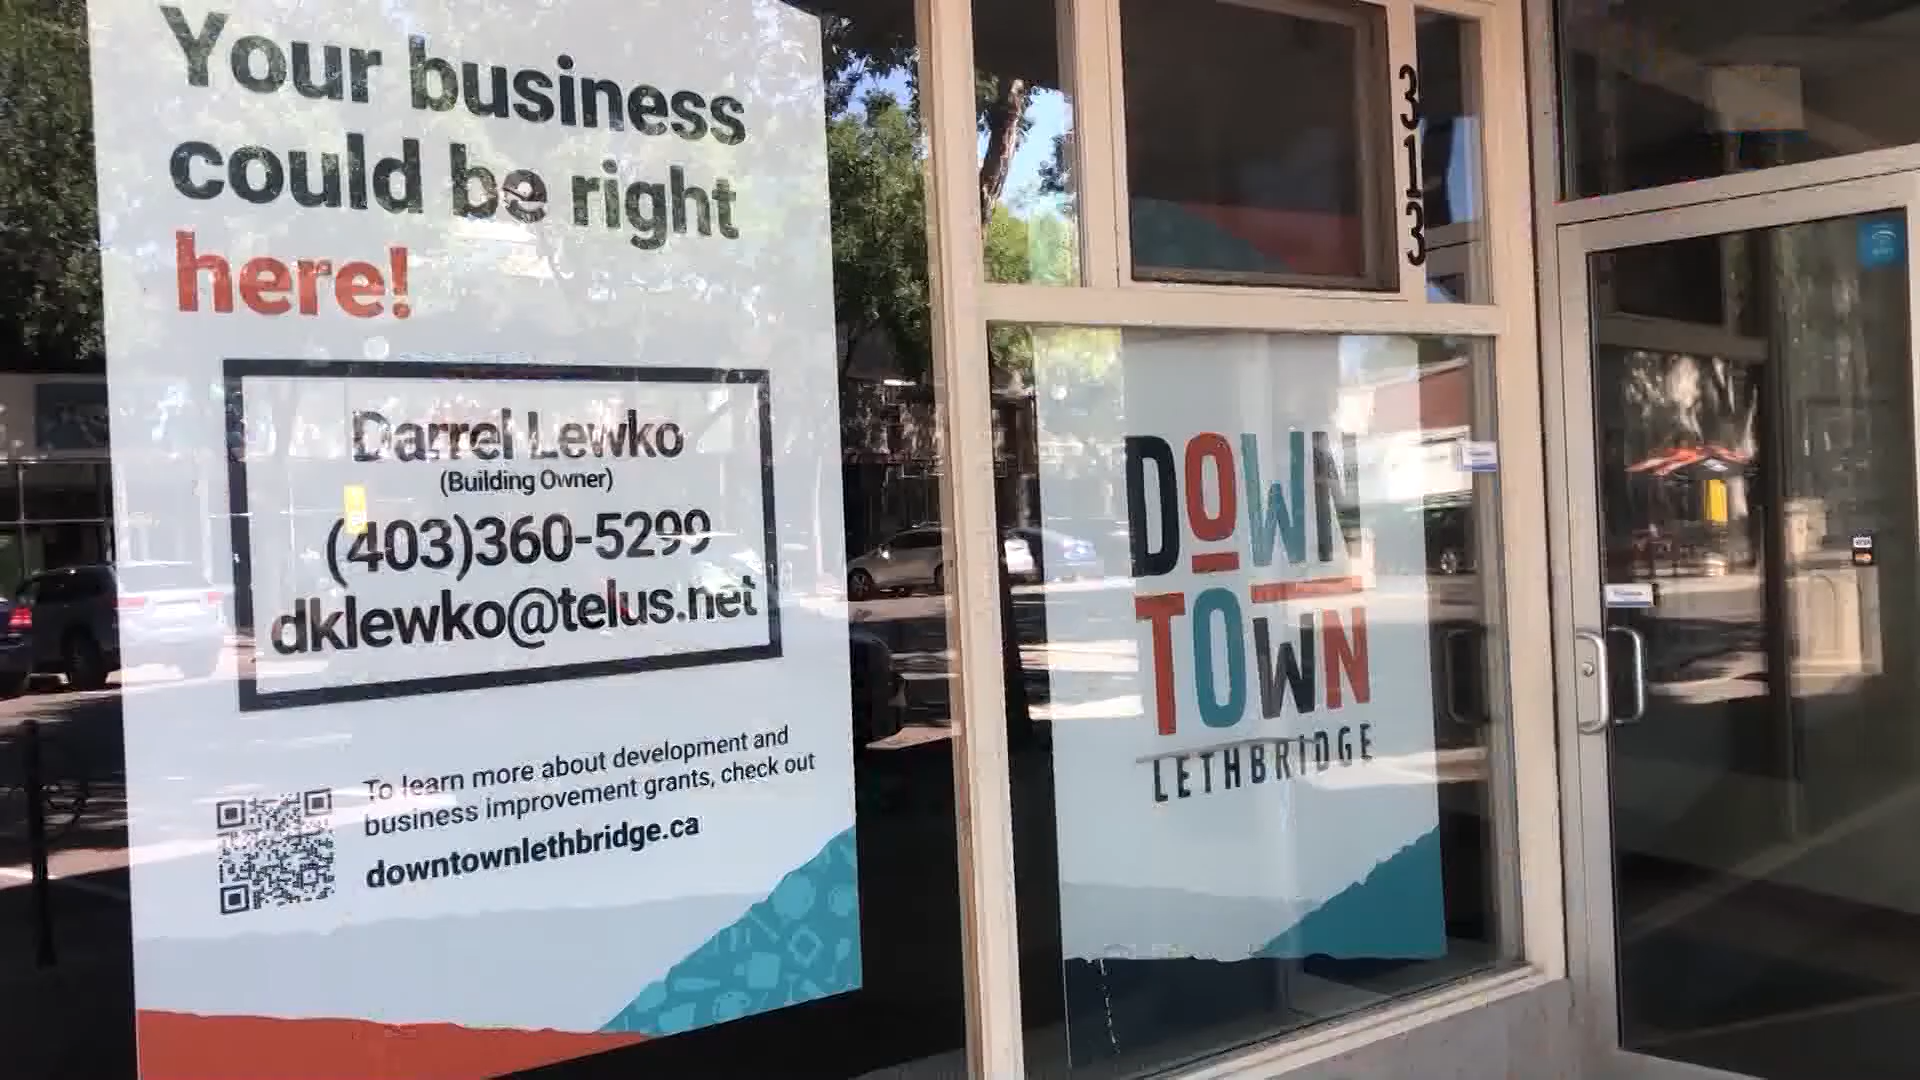 Your business
could be right
here!
Darrel Lewko
(Building Owner)
(403)360-5299
dklewko@telus.net
To learn more about development and
business improvement grants, check out
downtownlethbridge.ca
313
DOWN
TOWN
LETHBRIDGE